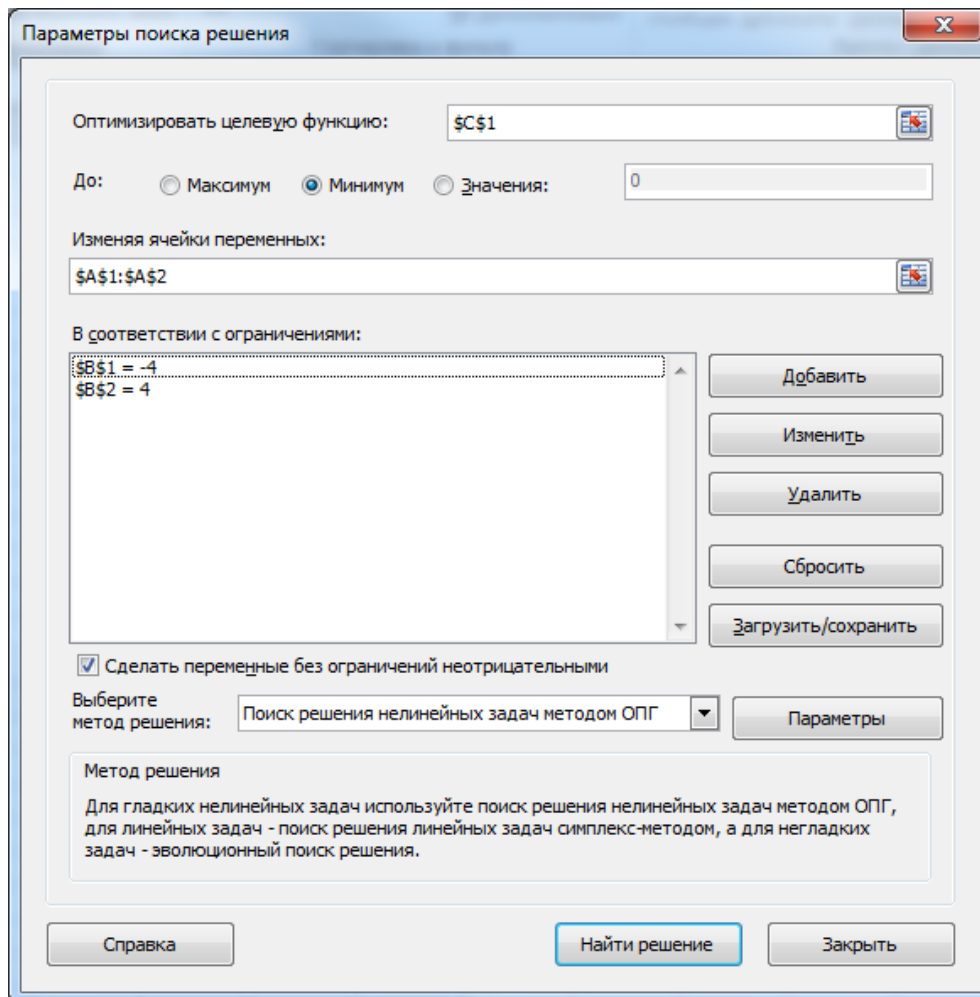 Параметры поиска решения
Оптимизировать целевую функцию: $C$1
До: Максимум Минимум Значения: 0
Изменяя ячейки переменных:
$A$1:$A$2
В соответствии с ограничениями:
$B$1 = -4
$B$2 = 4
Добавить
Изменить
Удалить
Сбросить
Загрузить/сохранить
Сделать переменные без ограничений неотрицательными
Выберите
метод решения:
Поиск решения нелинейных задач методом ОПГ
Параметры
Метод решения
Для гладких нелинейных задач используйте поиск решения нелинейных задач методом ОПГ,
для линейных задач - поиск решения линейных задач симплекс-методом, а для негладких
задач - эволюционный поиск решения.
Справка Найти решение Закрыть